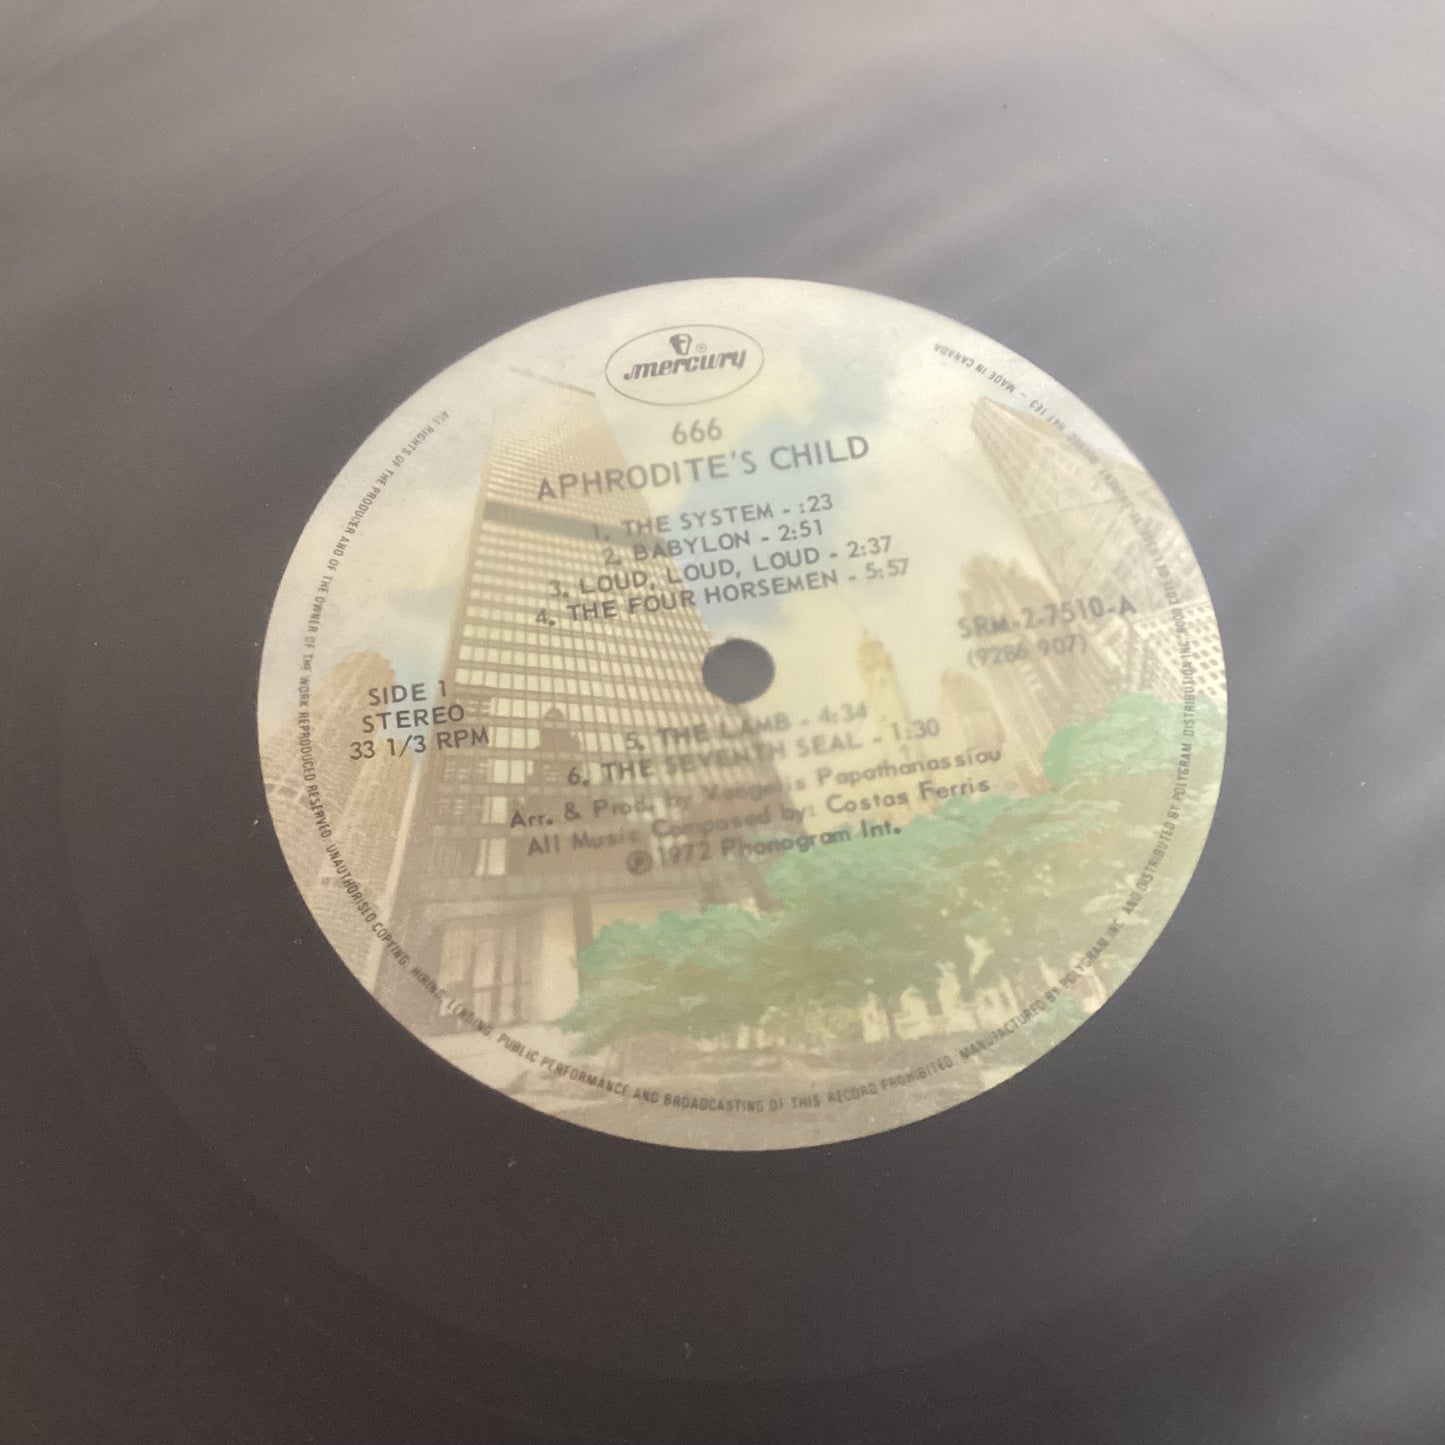 mercury ®
666
APHRODITE'S CHILD
1. THE SYSTEM - :23
2. BABYLON - 2:51
3. LOUD, LOUD, LOUD - 2:37
4. THE FOUR HORSEMEN - 5:57
SRM-2-7510-A
(9286 907)
SIDE 1
STEREO
33 1/3 RPM
5. THE LAMB - 4:34
6. THE SEVENTH SEAL - 1:30
Arr. & Prod. by Vangelis Papathanassiou
All Music Composed by: Costas Ferris
℗ 1972 Phonogram Int.
ALL RIGHTS OF THE PRODUCER AND OF THE OWNER OF THE WORK REPRODUCED RESERVED. UNAUTHORISED COPYING, HIRING, LENDING, PUBLIC PERFORMANCE AND BROADCASTING OF THIS RECORD PROHIBITED. MANUFACTURED BY POLYGRAM INC. AND DISTRIBUTED BY POLYGRAM DISTRIBUTION INC. 6000 QUEBEC H4T 1E3 - MADE IN CANADA